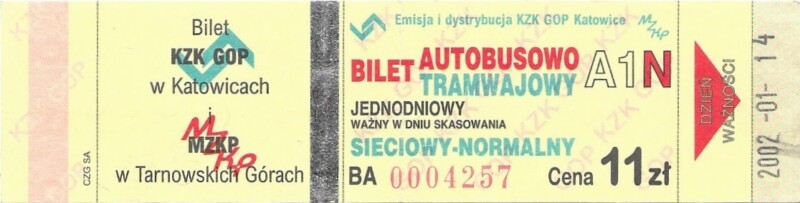 Bilet
KZK GOP
w Katowicach
i
MZKP
w Tarnowskich Górach
CZG SA
Emisja i dystrybucja KZK GOP Katowice
MZKP
BILET AUTOBUSOWO
TRAMWAJOWY
A1N
JEDNODNIOWY
WAŻNY W DNIU SKASOWANIA
SIECIOWY-NORMALNY
BA 0004257
Cena 11 zł
DZIEŃ
WAŻNOŚCI
2002 -01- 14